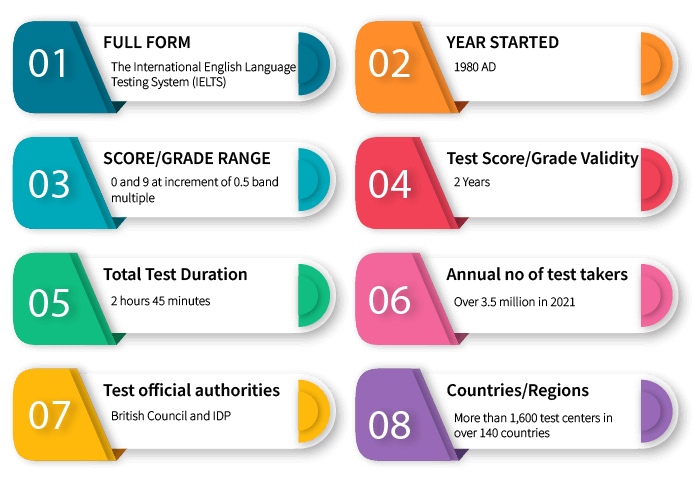 01
FULL FORM
The International English Language
Testing System (IELTS)
02
YEAR STARTED
1980 AD
03
SCORE/GRADE RANGE
0 and 9 at increment of 0.5 band
multiple
04
Test Score/Grade Validity
2 Years
05
Total Test Duration
2 hours 45 minutes
06
Annual no of test takers
Over 3.5 million in 2021
07
Test official authorities
British Council and IDP
08
Countries/Regions
More than 1,600 test centers in
over 140 countries